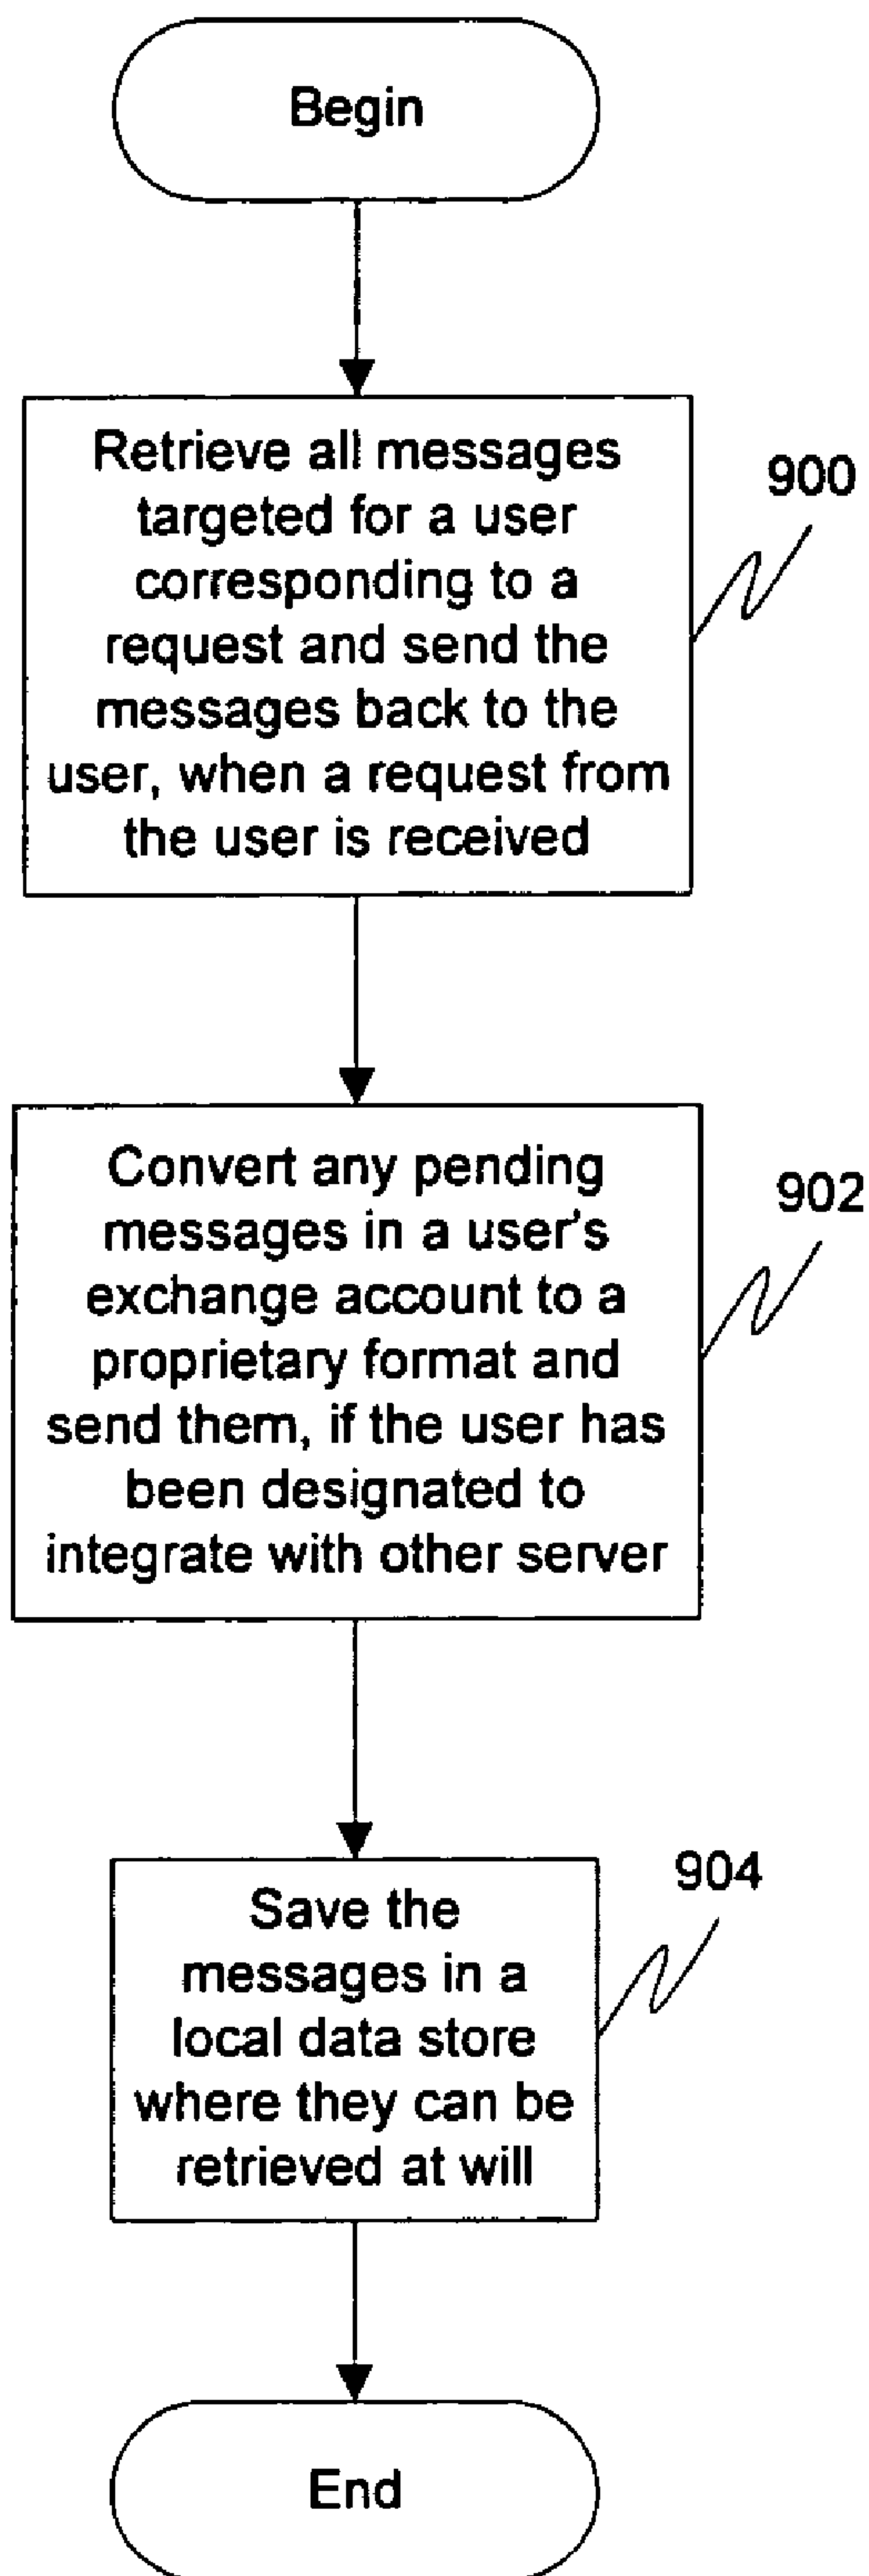 Begin
Retrieve all messages
targeted for a user
corresponding to a
request and send the
messages back to the
user, when a request from
the user is received
900
Convert any pending
messages in a user's
exchange account to a
proprietary format and
send them, if the user has
been designated to
integrate with other server
902
Save the
messages in a
local data store
where they can be
retrieved at will
904
End